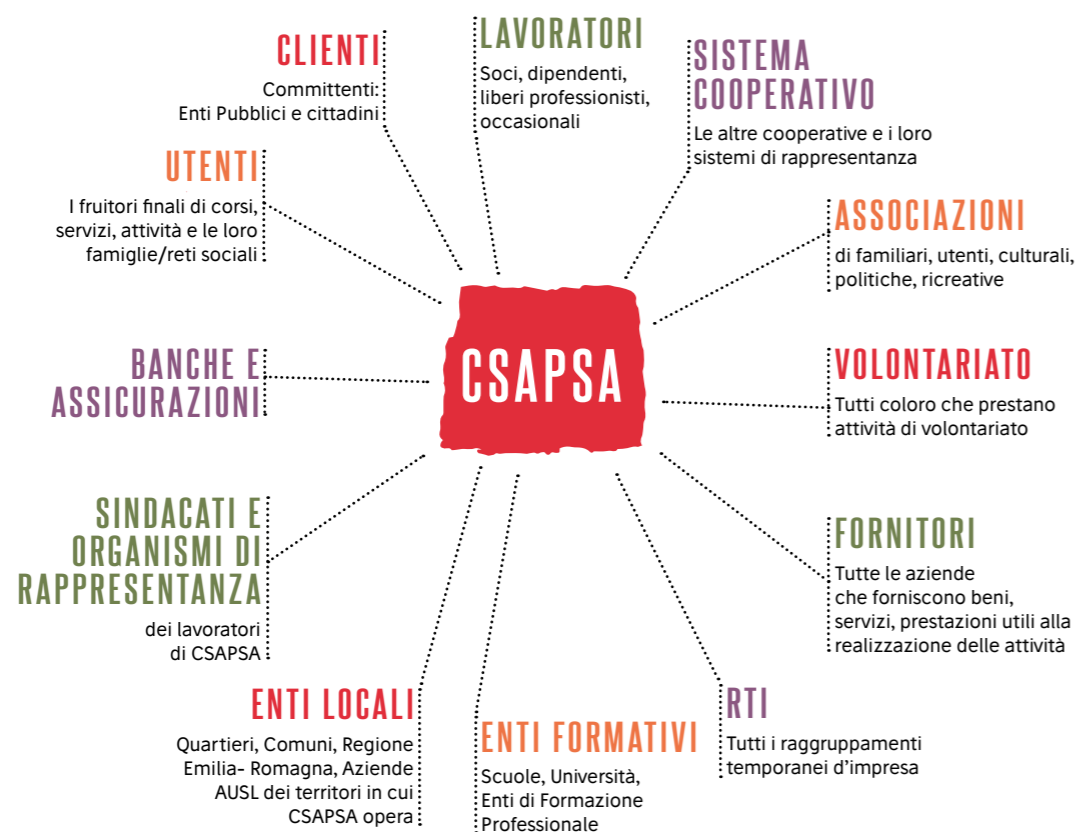 CLIENTI
Committenti:
Enti Pubblici e cittadini
LAVORATORI
Soci, dipendenti,
liberi professionisti,
occasionali
SISTEMA
COOPERATIVO
Le altre cooperative e i loro
sistemi di rappresentanza
UTENTI
I fruitori finali di corsi,
servizi, attività e le loro
famiglie/reti sociali
ASSOCIAZIONI
di familiari, utenti, culturali,
politiche, ricreative
BANCHE E
ASSICURAZIONI
CSAPSA
VOLONTARIATO
Tutti coloro che prestano
attività di volontariato
SINDACATI E
ORGANISMI DI
RAPPRESENTANZA
dei lavoratori
di CSAPSA
FORNITORI
Tutte le aziende
che forniscono beni,
servizi, prestazioni utili alla
realizzazione delle attività
ENTI LOCALI
Quartieri, Comuni, Regione
Emilia- Romagna, Aziende
AUSL dei territori in cui
CSAPSA opera
ENTI FORMATIVI
Scuole, Università,
Enti di Formazione
Professionale
RTI
Tutti i raggruppamenti
temporanei d'impresa